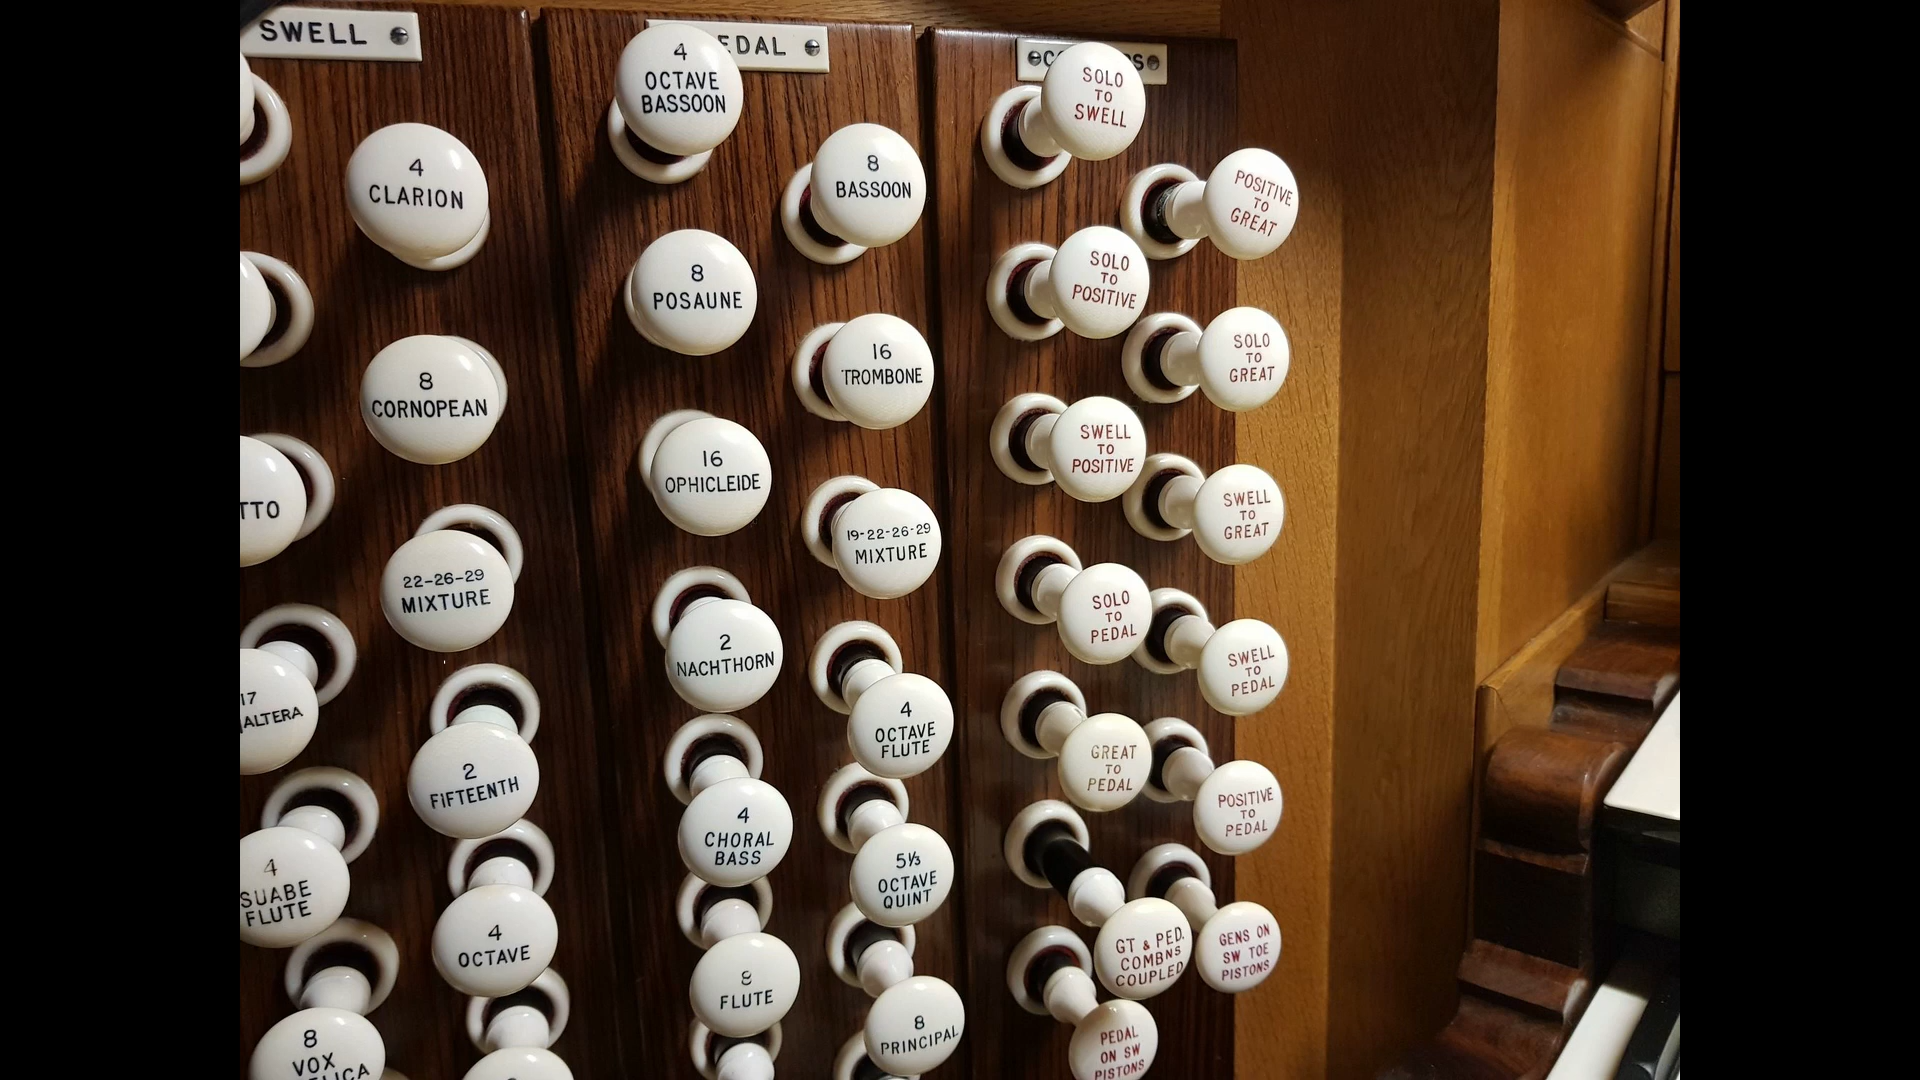 SWELL
4
CLARION
8
CORNOPEAN
22-26-29
MIXTURE
17
2
FIFTEENTH
4
SUABE
FLUTE
4
OCTAVE
8
VOX
4
OCTAVE
BASSOON
8
BASSOON
8
POSAUNE
16
TROMBONE
16
OPHICLEIDE
19-22-26-29
MIXTURE
2
NACHTHORN
4
OCTAVE
FLUTE
4
CHORAL
BASS
5⅓
OCTAVE
QUINT
8
FLUTE
8
PRINCIPAL
SOLO
TO
SWELL
POSITIVE
TO
GREAT
SOLO
TO
POSITIVE
SOLO
TO
GREAT
SWELL
TO
POSITIVE
SWELL
TO
GREAT
SOLO
TO
PEDAL
SWELL
TO
PEDAL
GREAT
TO
PEDAL
POSITIVE
TO
PEDAL
GT & PED.
COMBNS
COUPLED
GENS ON
SW TOE
PISTONS
PEDAL
ON SW
PISTONS